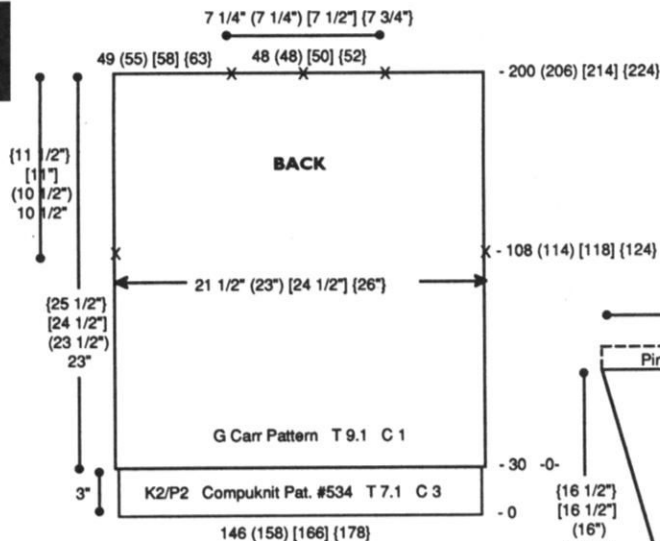 7 1/4" (7 1/4") [7 1/2"] {7 3/4"}
49 (55) [58] {63} 48 (48) [50] {52}
- 200 (206) [214] {224}
BACK
{11 1/2"}
[11"]
(10 1/2")
10 1/2"
- 108 (114) [118] {124}
21 1/2" (23") [24 1/2"] {26"}
{25 1/2"}
[24 1/2"]
(23 1/2")
23"
G Carr Pattern T 9.1 C 1
- 30 -0-
3"
K2/P2 Compuknit Pat. #534 T 7.1 C 3
- 0
146 (158) [166] {178}
{16 1/2"}
[16 1/2"]
(16")